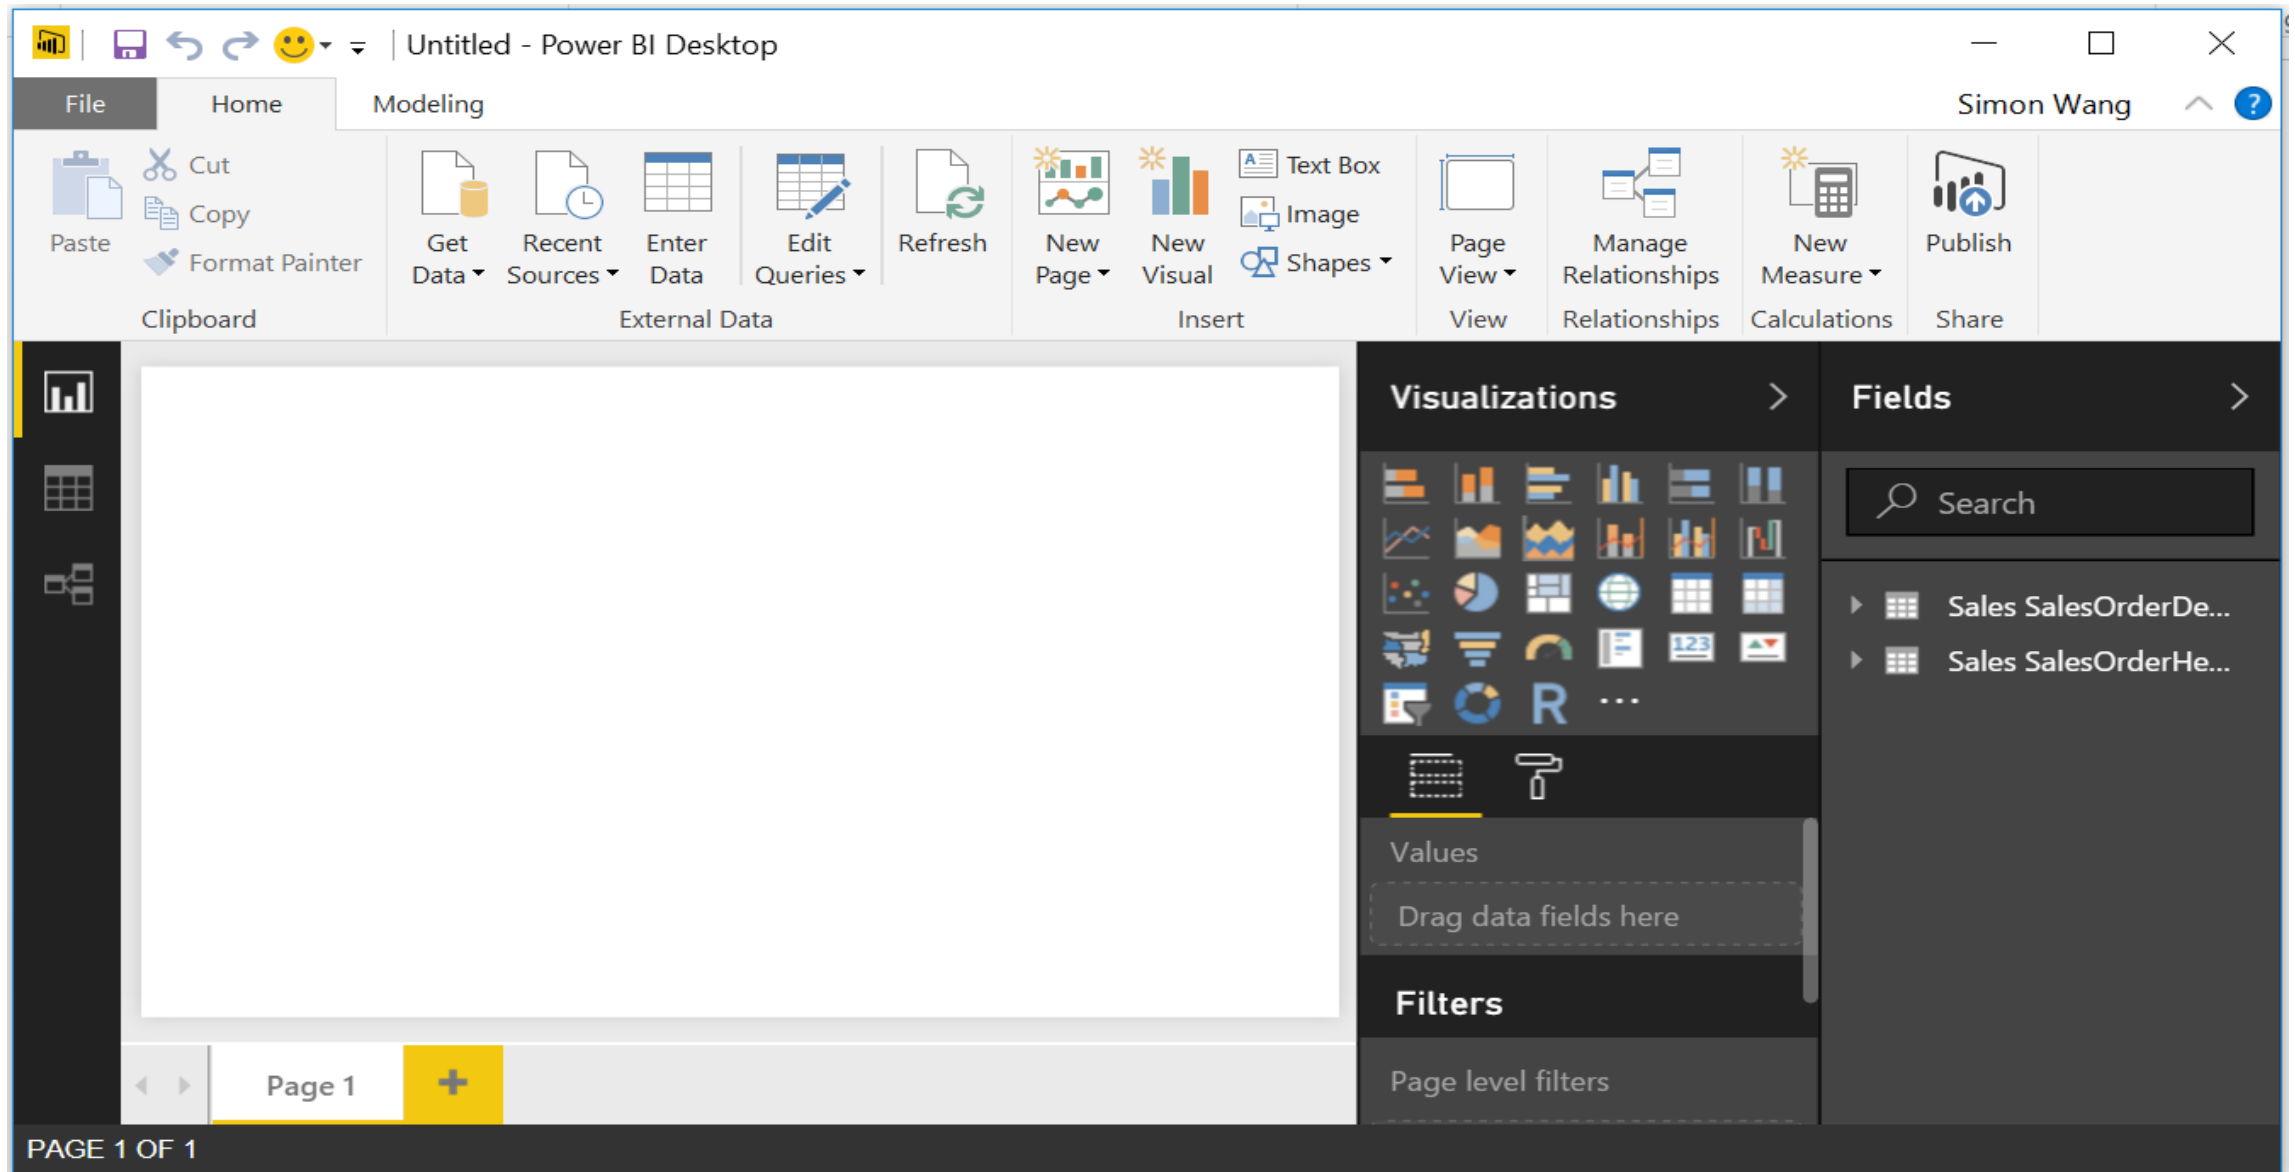 Untitled - Power BI Desktop
File Home Modeling Simon Wang ?
Paste
Cut
Copy
Format Painter
Clipboard
Get Data
Recent Sources
Enter Data
Edit Queries
Refresh
External Data
New Page
New Visual
Text Box
Image
Shapes
Insert
Page View
View
Manage Relationships
Relationships
New Measure
Calculations
Publish
Share
Visualizations
123
R
...
Values
Drag data fields here
Filters
Page level filters
Fields
Search
Sales SalesOrderDe...
Sales SalesOrderHe...
Page 1 +
PAGE 1 OF 1